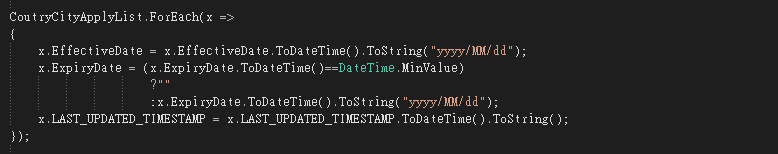 CoutryCityApplyList.ForEach(x =>
{
x.EffectiveDate = x.EffectiveDate.ToDateTime().ToString("yyyy/MM/dd");
x.ExpiryDate = (x.ExpiryDate.ToDateTime()==DateTime.MinValue)
?""
:x.ExpiryDate.ToDateTime().ToString("yyyy/MM/dd");
x.LAST_UPDATED_TIMESTAMP = x.LAST_UPDATED_TIMESTAMP.ToDateTime().ToString();
});